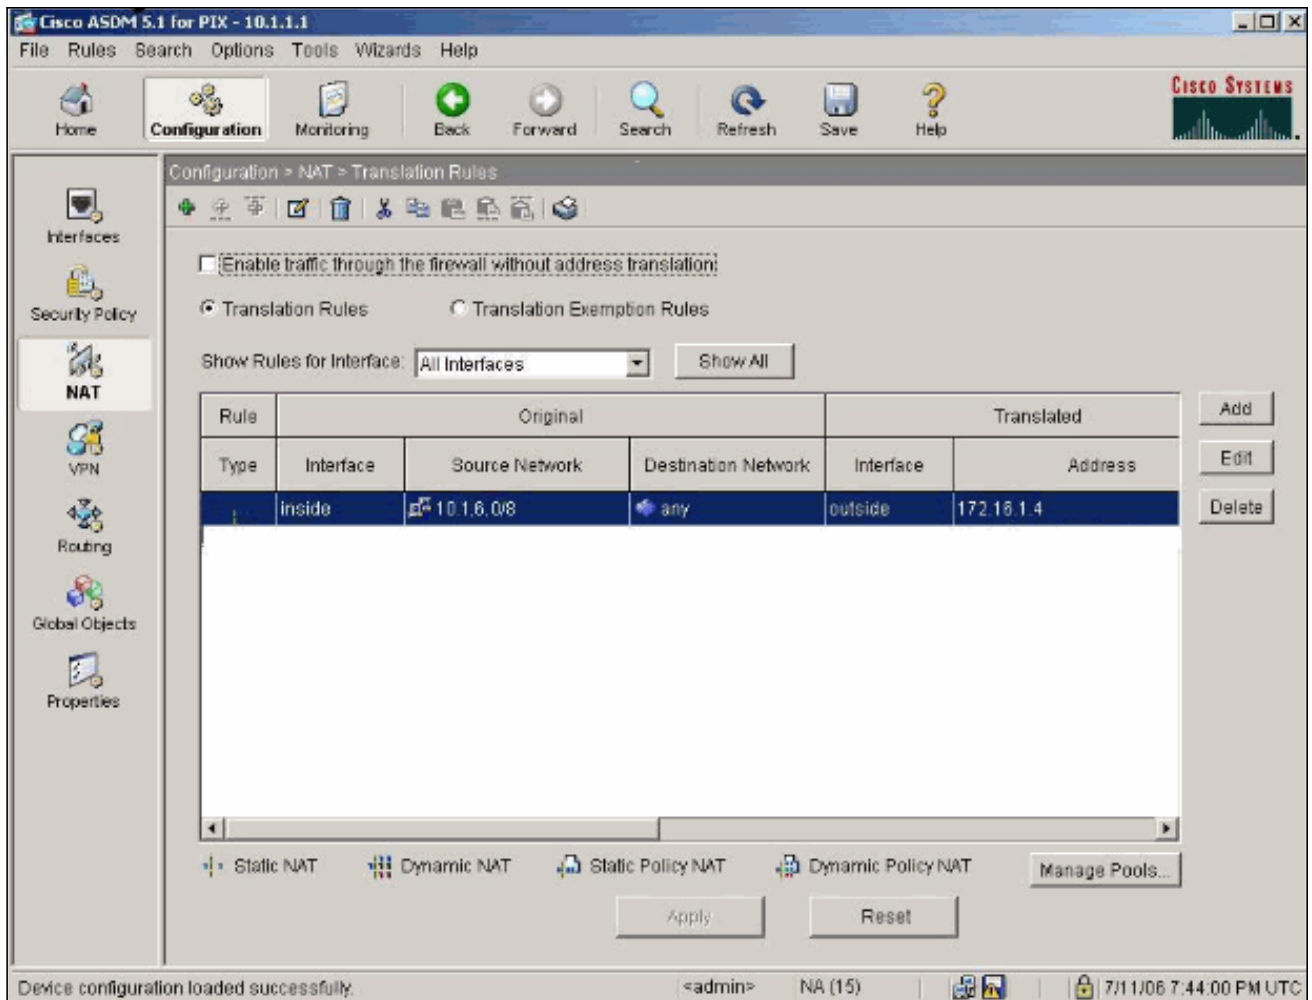 Cisco ASDM 5.1 for PIX - 10.1.1.1
File Rules Search Options Tools Wizards Help
Home Configuration Monitoring Back Forward Search Refresh Save Help
CISCO SYSTEMS
Configuration > NAT > Translation Rules
Interfaces
Security Policy
NAT
VPN
Routing
Global Objects
Properties
Enable traffic through the firewall without address translation
Translation Rules Translation Exemption Rules
Show Rules for Interface: All Interfaces Show All
Rule Original Translated
Type Interface Source Network Destination Network Interface Address
inside 10.1.6.0/8 any outside 172.16.1.4
Add
Edit
Delete
Static NAT Dynamic NAT Static Policy NAT Dynamic Policy NAT Manage Pools...
Apply Reset
Device configuration loaded successfully. <admin> NA (15) 7/11/06 7:44:00 PM UTC